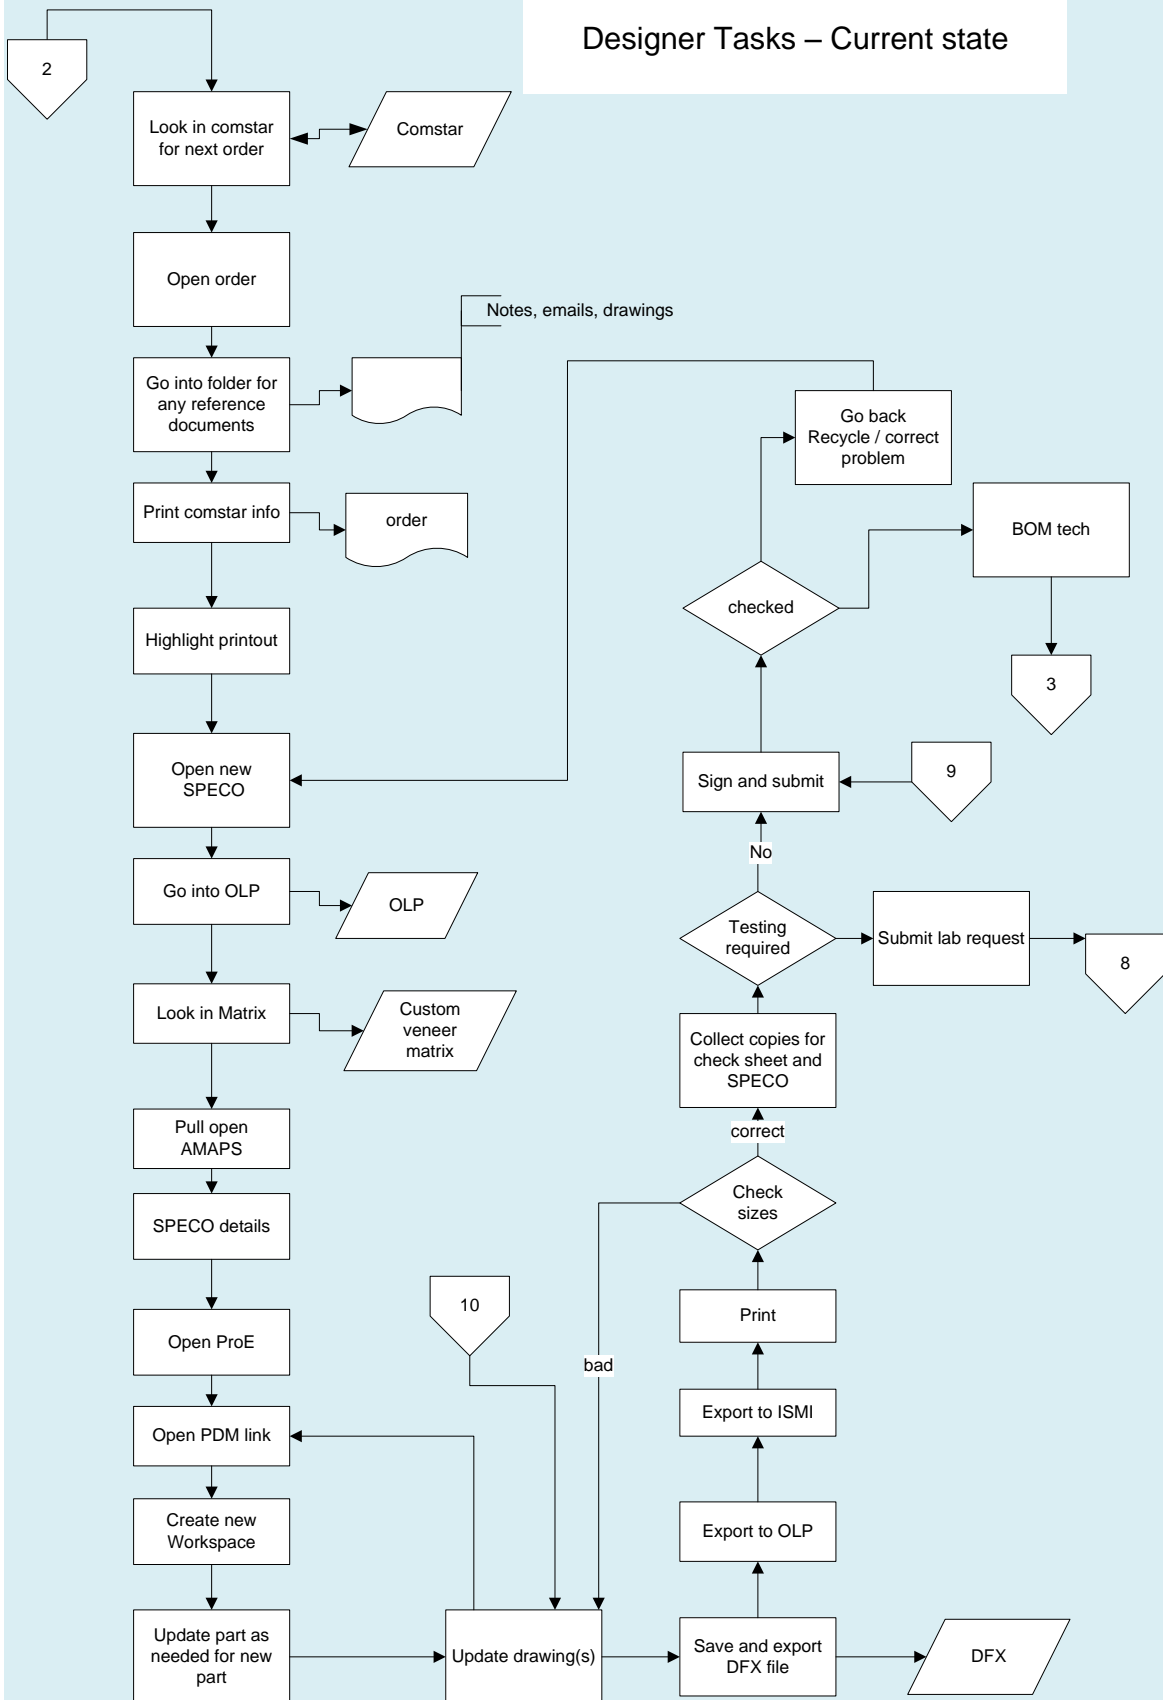 Designer Tasks – Current state
2
Look in comstar
for next order
Comstar
Open order
Notes, emails, drawings
Go into folder for
any reference
documents
Print comstar info
order
Highlight printout
Open new
SPECO
Go into OLP
OLP
Look in Matrix
Custom
veneer
matrix
Pull open
AMAPS
SPECO details
Open ProE
Open PDM link
Create new
Workspace
Update part as
needed for new
part
10
Update drawing(s)
Save and export
DFX file
DFX
Export to OLP
Export to ISMI
Print
Check
sizes
bad
correct
Collect copies for
check sheet and
SPECO
Testing
required
Submit lab request
8
No
Sign and submit
9
checked
Go back
Recycle / correct
problem
BOM tech
3